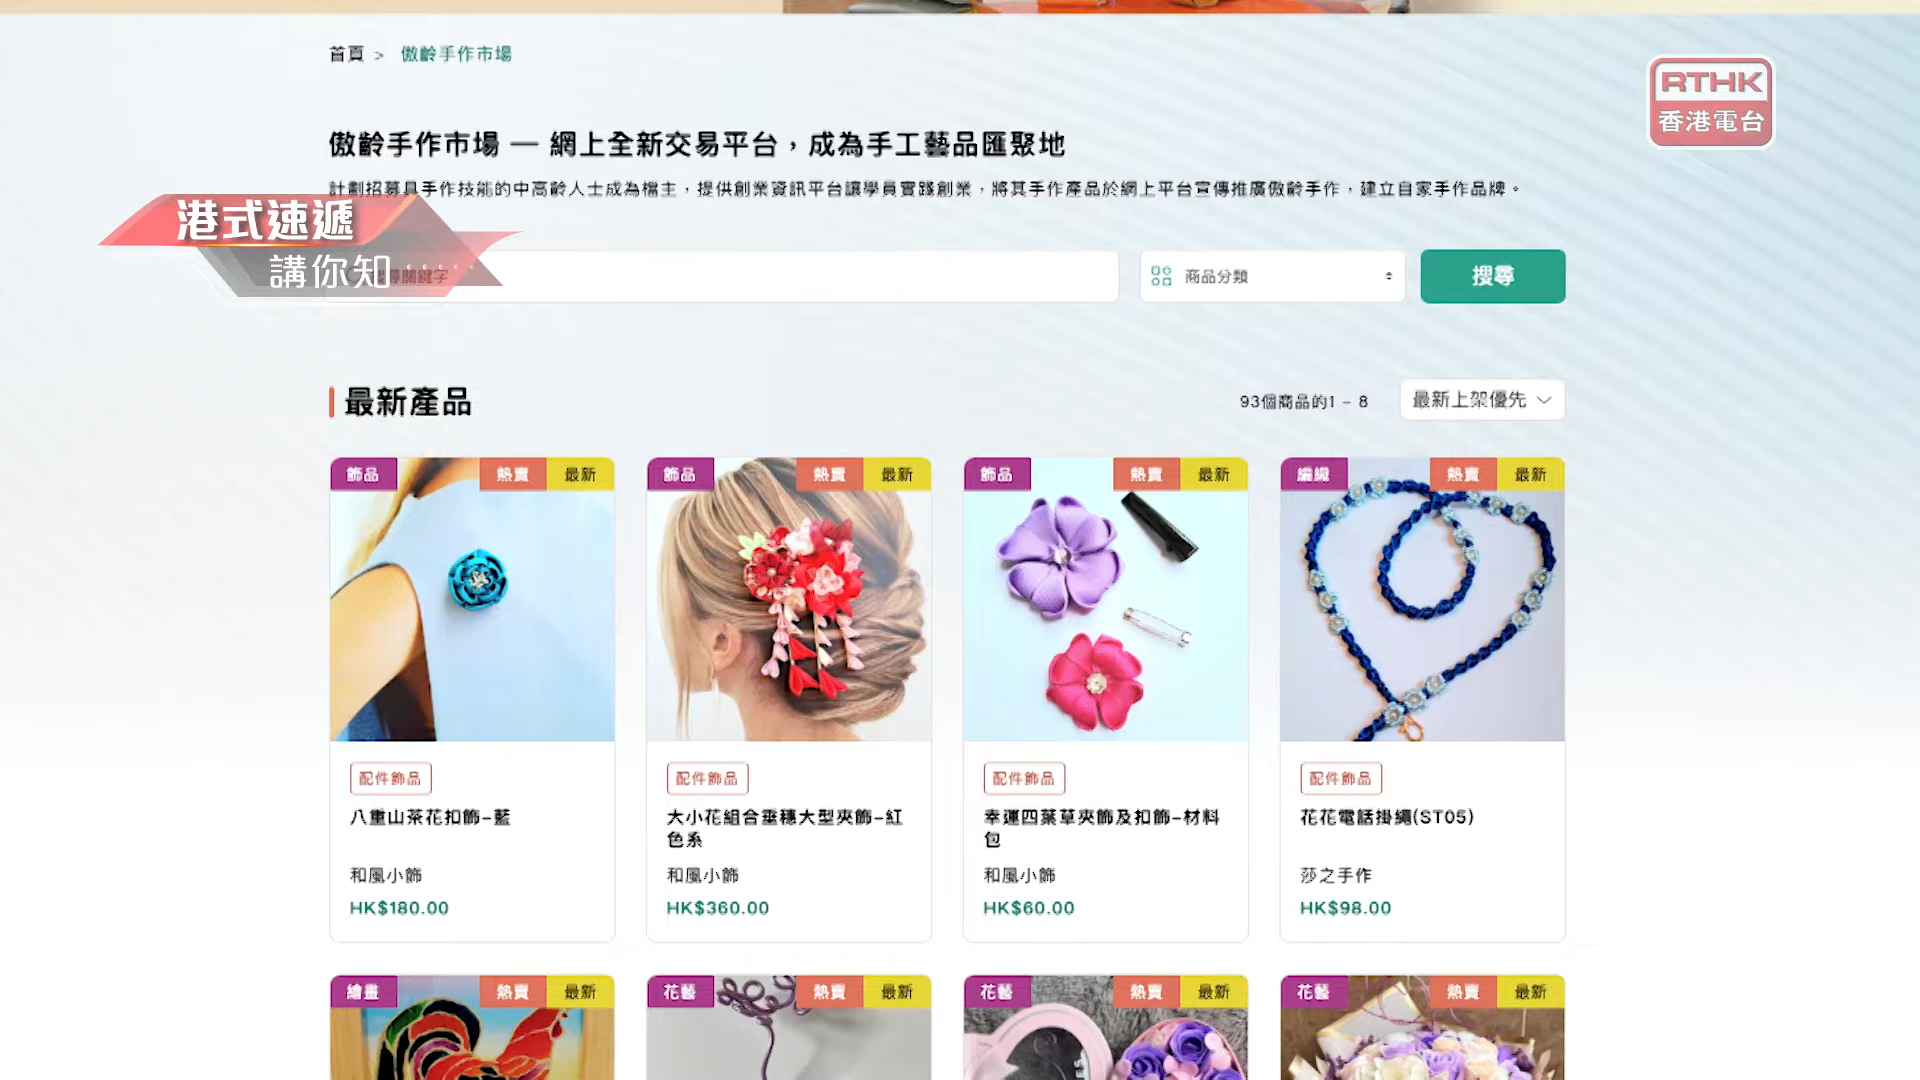 首頁 > 傲齡手作市場
RTHK
香港電台
傲齡手作市場 — 網上全新交易平台，成為手工藝品匯聚地
計劃招募具手作技能的中高齡人士成為檔主，提供創業資訊平台讓學員實踐創業，將其手作產品於網上平台宣傳推廣傲齡手作，建立自家手作品牌。
港式速遞
講你知
尋關鍵字
商品分類
搜尋
最新產品
93個商品的1 - 8
最新上架優先
飾品 熱賣 最新
飾品 熱賣 最新
飾品 熱賣 最新
編織 熱賣 最新
配件飾品
八重山茶花扣飾-藍
和風小飾
HK$180.00
配件飾品
大小花組合垂穗大型夾飾-紅
色系
和風小飾
HK$360.00
配件飾品
幸運四葉草夾飾及扣飾-材料
包
和風小飾
HK$60.00
配件飾品
花花電話掛繩(ST05)
莎之手作
HK$98.00
繪畫 熱賣 最新
花藝 熱賣 最新
花藝 熱賣 最新
花藝 熱賣 最新